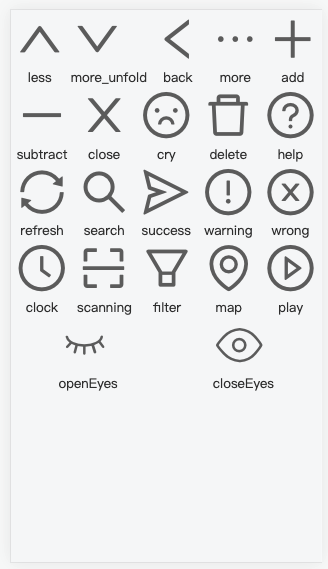 less more_unfold back more add
subtract close cry delete help
refresh search success warning wrong
clock scanning filter map play
openEyes closeEyes